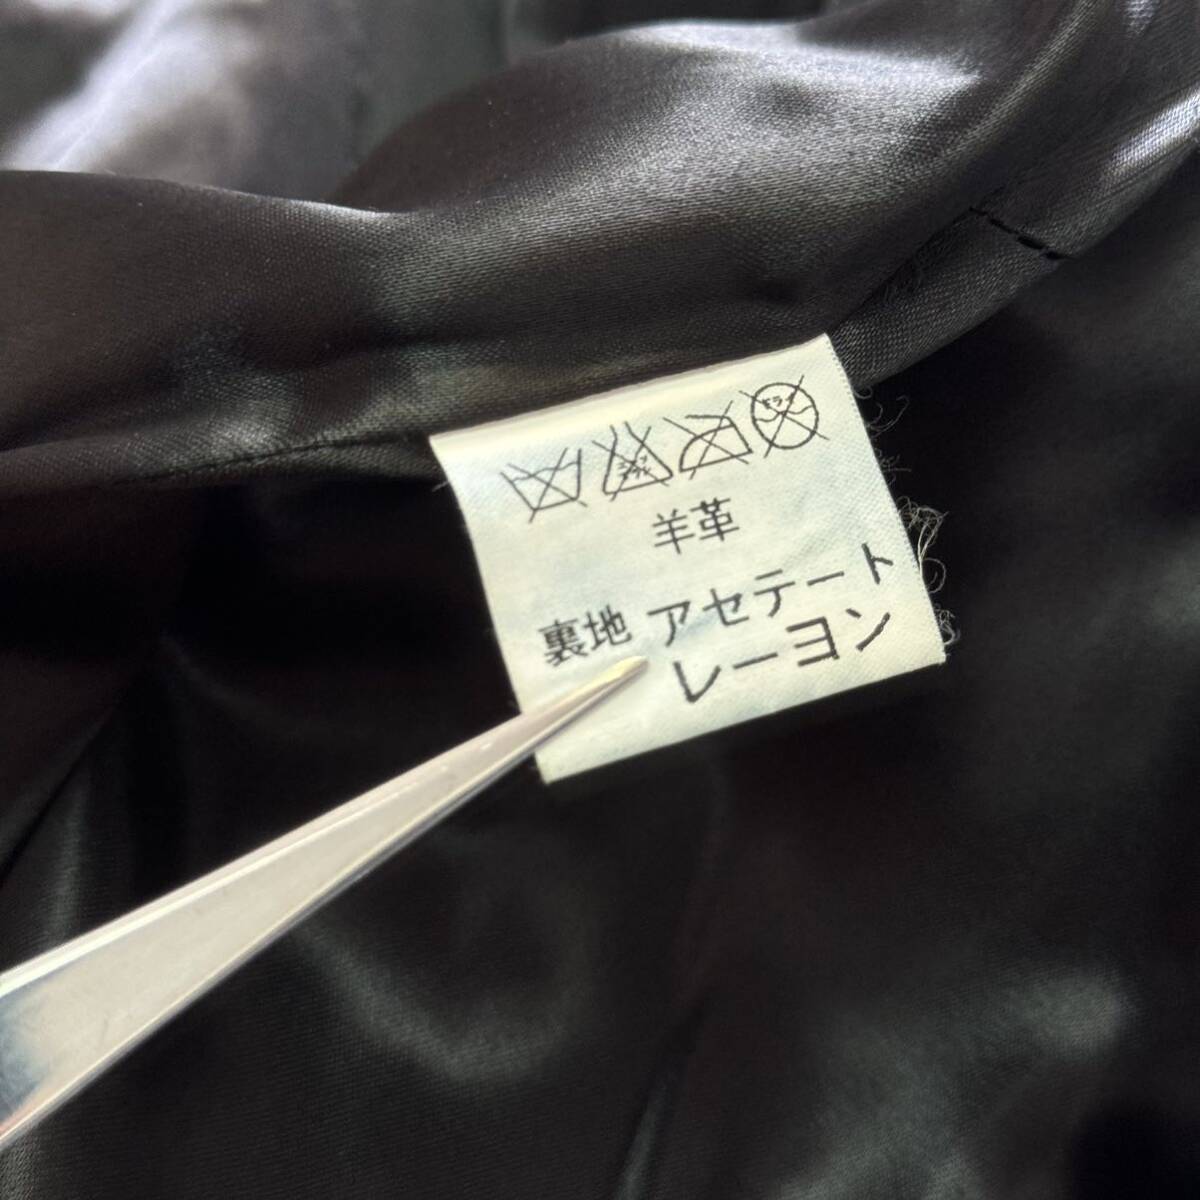 羊革
裏地 アセテート
レーヨン